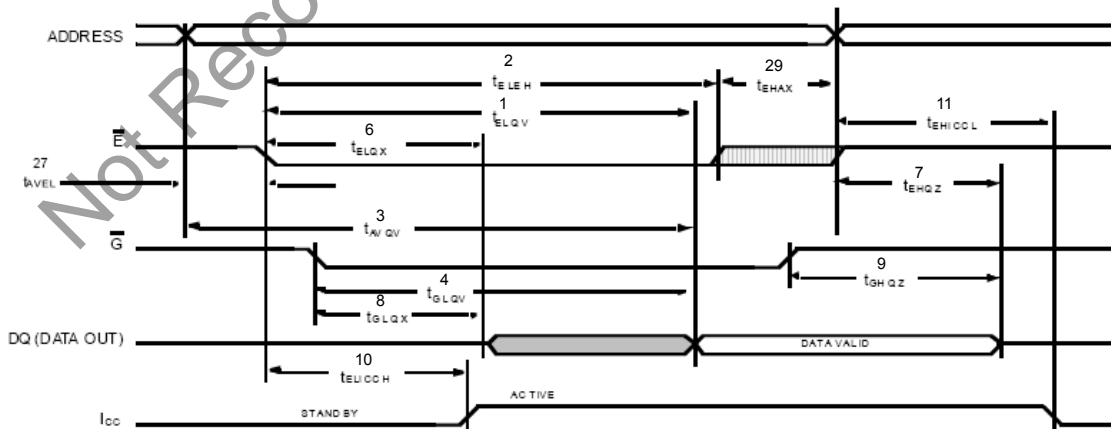 ADDRESS
2
tELEH
29
tEHAX
1
tELQV
11
tEHICCL
6
tELQX
E
27
tAVEL
7
tEHQZ
3
tAVQV
G
9
tGHQZ
4
tGLQV
8
tGLQX
DQ (DATA OUT)
DATA VALID
10
tELICCH
ACTIVE
STANDBY
ICC
Not Reco